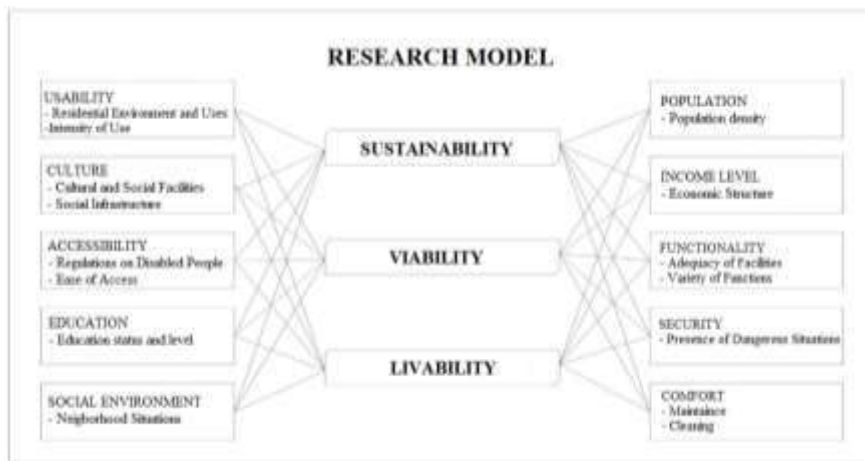 RESEARCH MODEL
USABILITY
- Residential Environment and Uses
-Intensity of Use
CULTURE
- Cultural and Social Facilities
- Social Infrastructure
ACCESSIBILITY
- Regulations on Disabled People
- Ease of Access
EDUCATION
- Education status and level
SOCIAL ENVIRONMENT
- Neigborhood Situations
SUSTAINABILITY
VIABILITY
LIVABILITY
POPULATION
- Population density
INCOME LEVEL
- Economic Structure
FUNCTIONALITY
- Adequacy of Facilities
- Variety of Functions
SECURITY
- Presence of Dangerous Situations
COMFORT
- Maintaince
- Cleaning